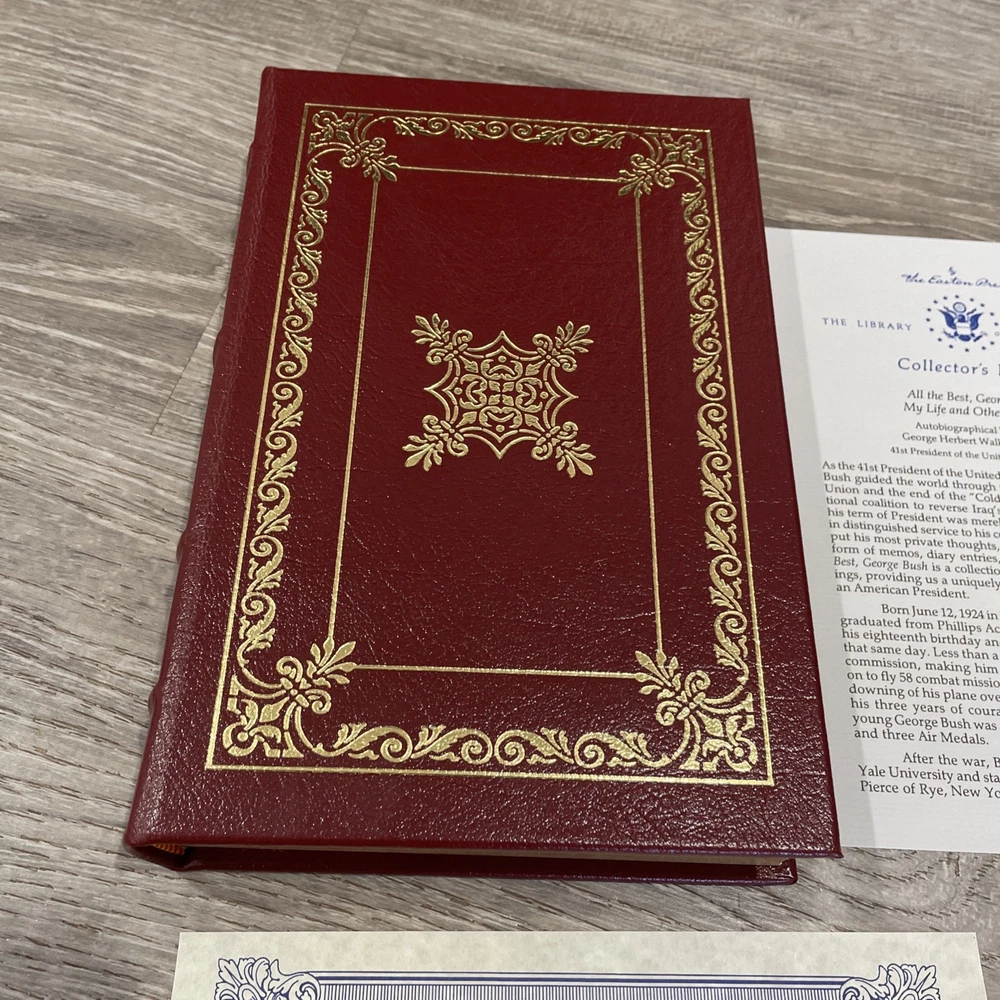 by
the Easton Pre
THE LIBRARY
Collector's
All the Best, Geor
My Life and Othe
Autobiographical
George Herbert Walk
41st President of the Unit
As the 41st President of the United
Bush guided the world through
Union and the end of the "Cold
tional coalition to reverse Iraq's
his term of President was mere
in distinguished service to his c
put his most private thoughts,
form of memos, diary entries,
Best, George Bush is a collectio
ings, providing us a uniquely
an American President.
Born June 12, 1924 in
graduated from Phillips Ac
his eighteenth birthday an
that same day. Less than a
commission, making him
on to fly 58 combat missio
downing of his plane ove
his three years of coura
young George Bush was
and three Air Medals.
After the war, B
Yale University and sta
Pierce of Rye, New Yo